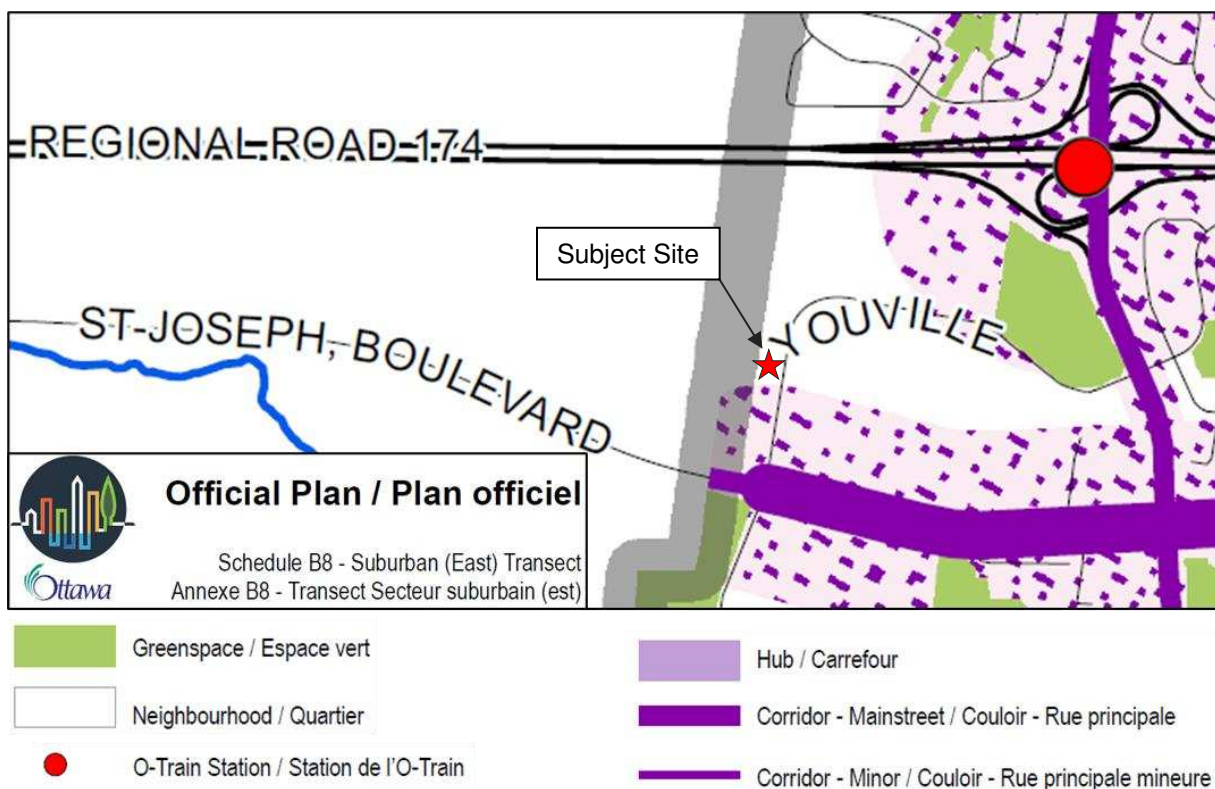 REGIONAL ROAD 174
Subject Site
YOUVILLE
ST-JOSEPH, BOULEVARD
Official Plan / Plan officiel
Schedule B8 - Suburban (East) Transect
Annexe B8 - Transect Secteur suburbain (est)
Ottawa
Greenspace / Espace vert
Neighbourhood / Quartier
O-Train Station / Station de l'O-Train
Hub / Carrefour
Corridor - Mainstreet / Couloir - Rue principale
Corridor - Minor / Couloir - Rue principale mineure